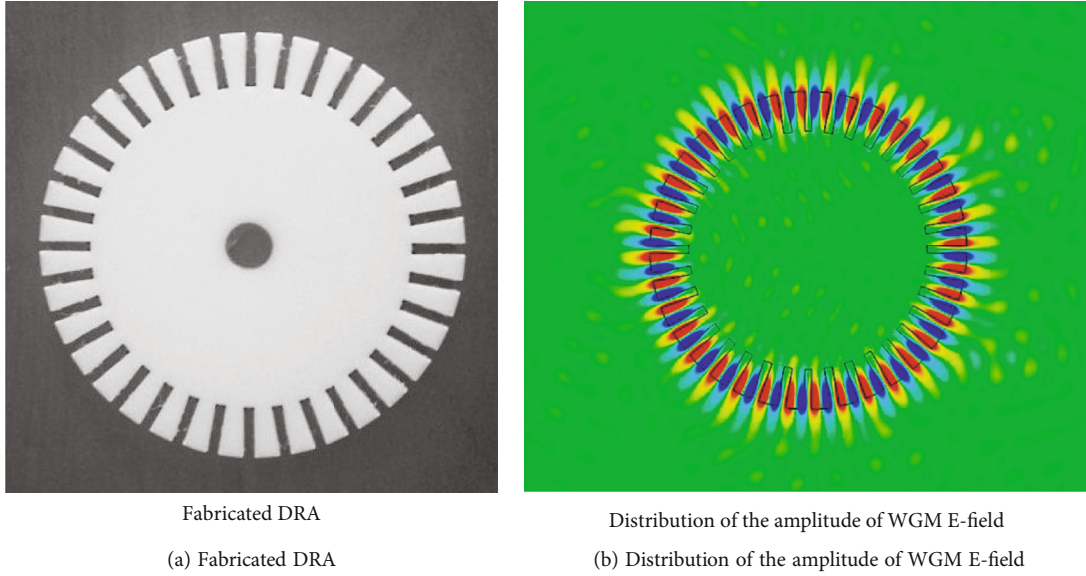 Fabricated DRA
Distribution of the amplitude of WGM E-field
(a) Fabricated DRA
(b) Distribution of the amplitude of WGM E-field